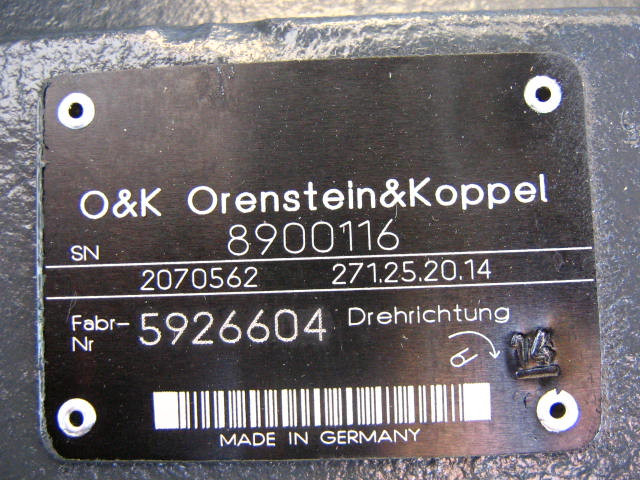 O&K Orenstein&Koppel
SN 8900116
2070562 271.25.20.14
Fabr-Nr 5926604 Drehrichtung
MADE IN GERMANY